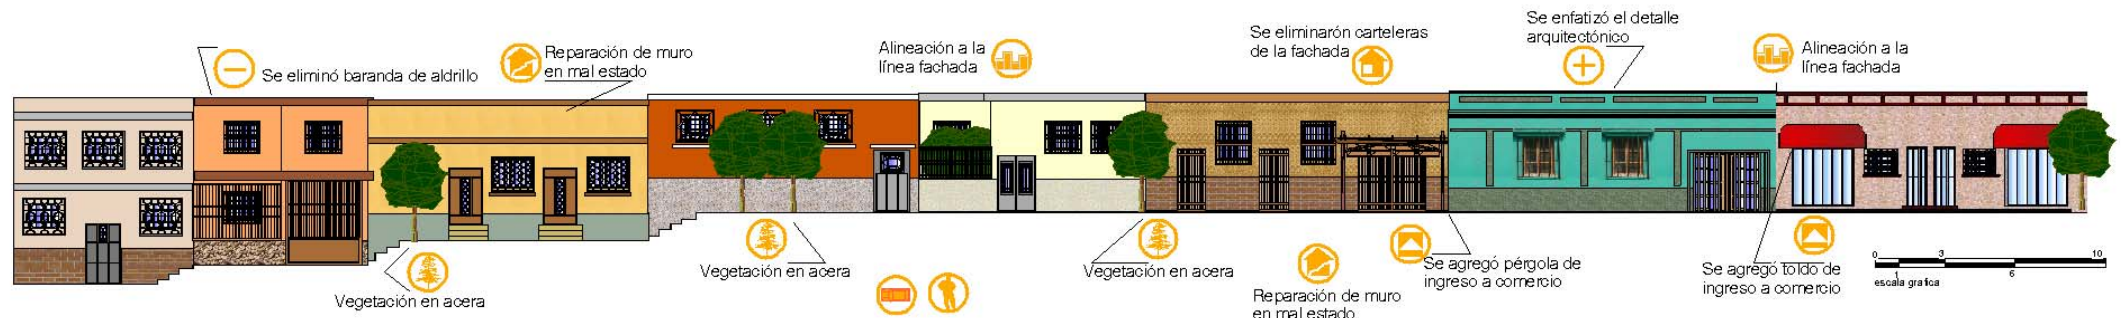 Se eliminó baranda de aldrillo
Reparación de muro
en mal estado
Alineación a la
línea fachada
Se eliminarón carteleras
de la fachada
Se enfatizó el detalle
arquitectónico
Alineación a la
línea fachada
Vegetación en acera
Vegetación en acera
Vegetación en acera
Reparación de muro
en mal estado
Se agregó pérgola de
ingreso a comercio
Se agregó toldo de
ingreso a comercio
0 3 10
1 6
escala grafica